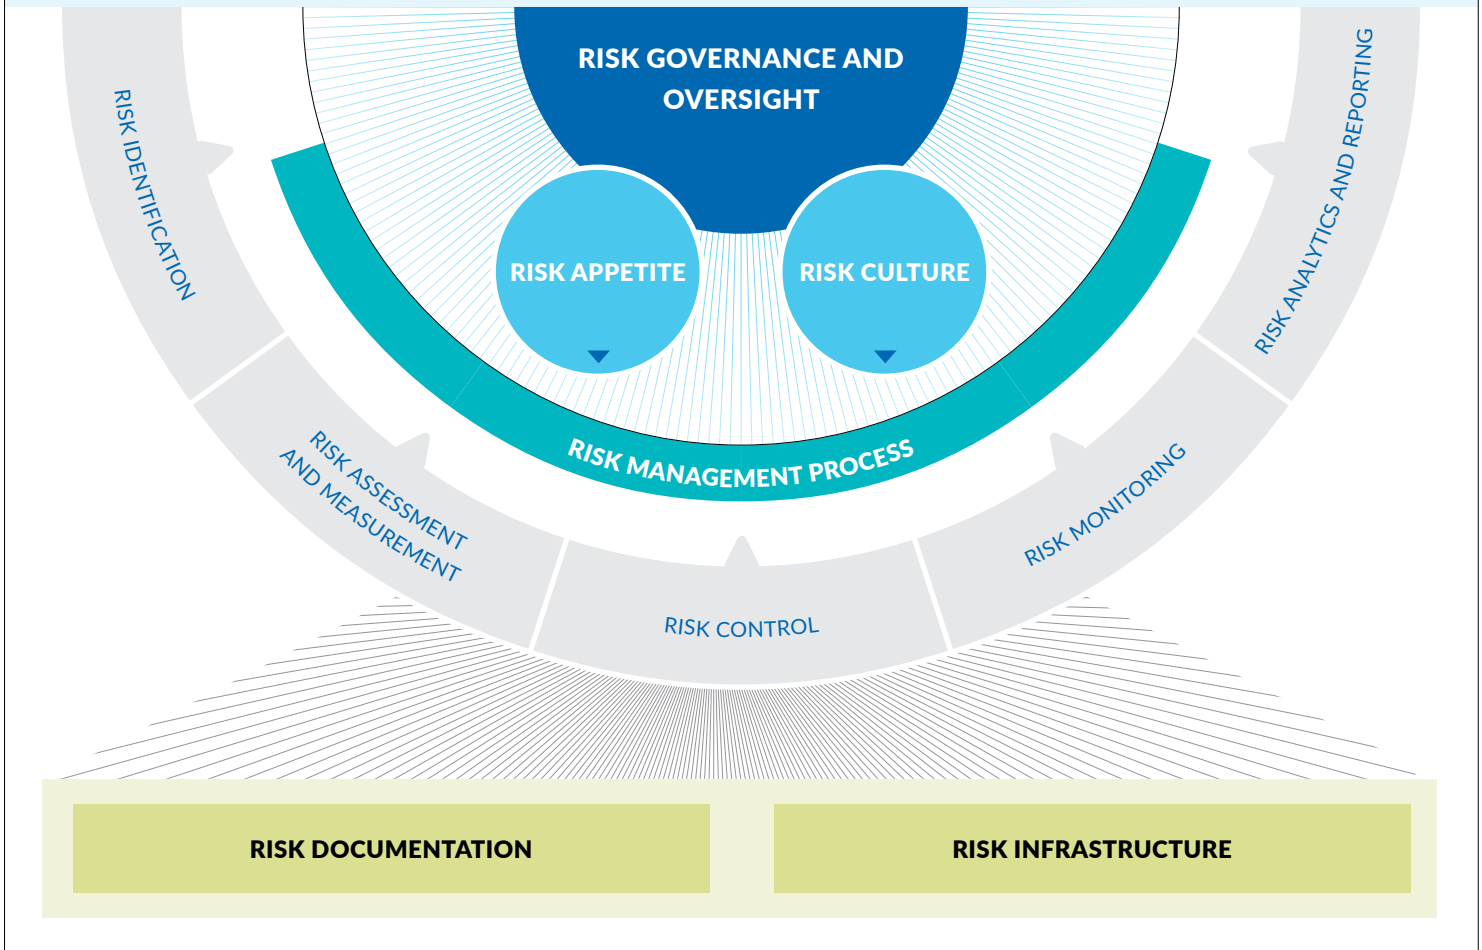 RISK GOVERNANCE AND
OVERSIGHT
RISK APPETITE
RISK CULTURE
RISK MANAGEMENT PROCESS
RISK IDENTIFICATION
RISK ASSESSMENT
AND MEASUREMENT
RISK CONTROL
RISK MONITORING
RISK ANALYTICS AND REPORTING
RISK DOCUMENTATION
RISK INFRASTRUCTURE